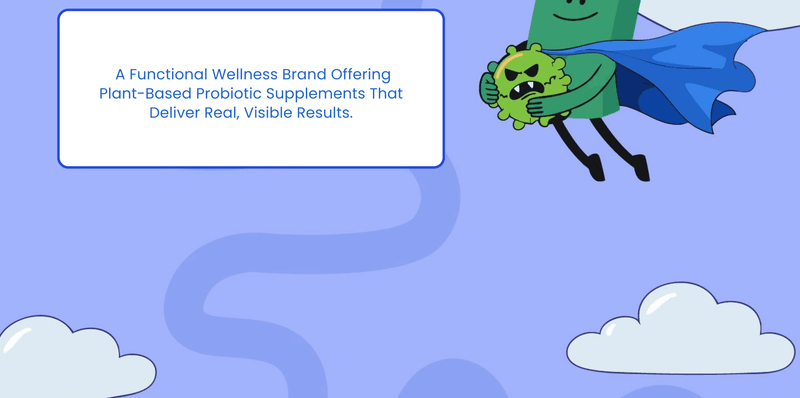 A Functional Wellness Brand Offering
Plant-Based Probiotic Supplements That
Deliver Real, Visible Results.